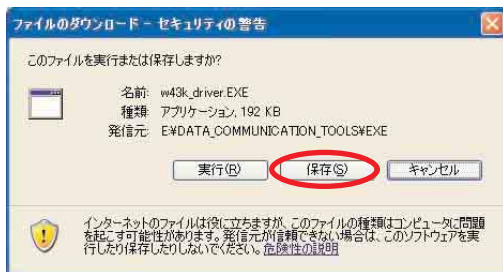 ファイルのダウンロード - セキュリティの警告
このファイルを実行または保存しますか?
名前: w43k_driver.EXE
種類: アプリケーション, 192 KB
発信元: E:¥DATA_COMMUNICATION_TOOLS¥EXE
実行(R) 保存(S) キャンセル
インターネットのファイルは役に立ちますが、このファイルの種類はコンピュータに問題
を起こす可能性があります。発信元が信頼できない場合は、このソフトウェアを実
行したり保存したりしないでください。危険性の説明